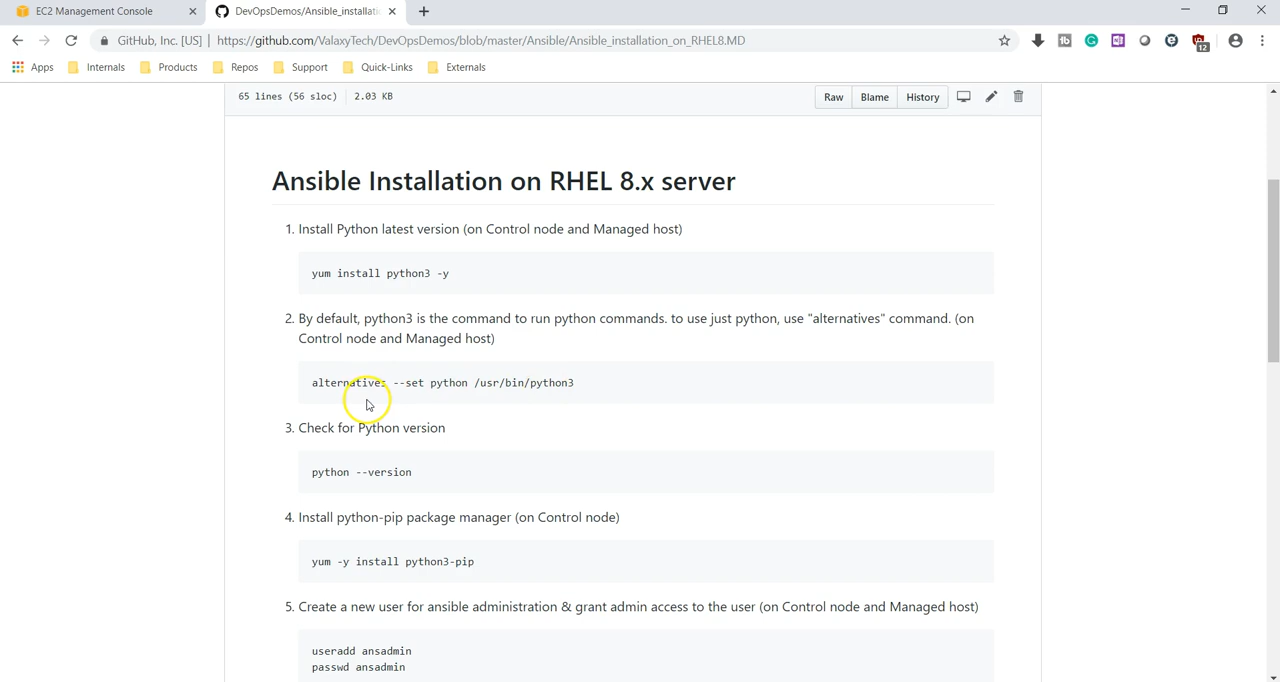 EC2 Management Console
DevOpsDemos/Ansible_installati
GitHub, Inc. [US] | https://github.com/ValaxyTech/DevOpsDemos/blob/master/Ansible/Ansible_installation_on_RHEL8.MD
12
Apps Internals Products Repos Support Quick-Links Externals
65 lines (56 sloc) 2.03 KB Raw Blame History
Ansible Installation on RHEL 8.x server
1. Install Python latest version (on Control node and Managed host)
yum install python3 -y
2. By default, python3 is the command to run python commands. to use just python, use "alternatives" command. (on
Control node and Managed host)
alternatives --set python /usr/bin/python3
3. Check for Python version
python --version
4. Install python-pip package manager (on Control node)
yum -y install python3-pip
5. Create a new user for ansible administration & grant admin access to the user (on Control node and Managed host)
useradd ansadmin
passwd ansadmin